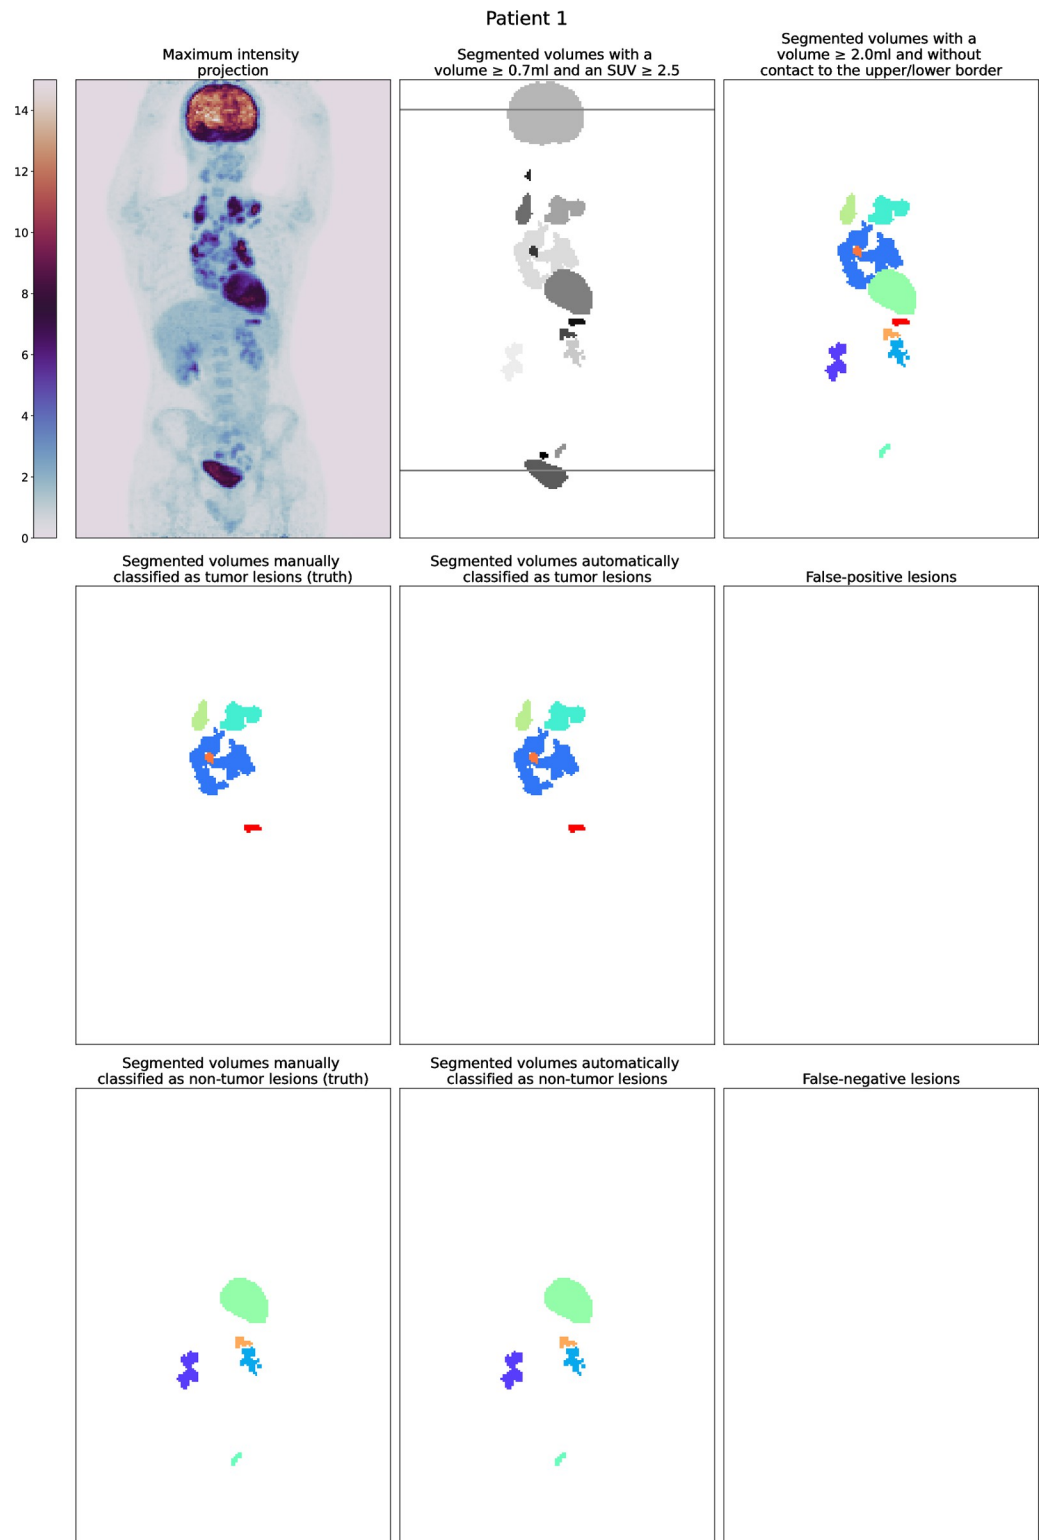 Patient 1
Maximum intensity
projection
Segmented volumes with a
volume ≥ 0.7ml and an SUV ≥ 2.5
Segmented volumes with a
volume ≥ 2.0ml and without
contact to the upper/lower border
14
12
10
8
6
4
2
0
Segmented volumes manually
classified as tumor lesions (truth)
Segmented volumes automatically
classified as tumor lesions
False-positive lesions
Segmented volumes manually
classified as non-tumor lesions (truth)
Segmented volumes automatically
classified as non-tumor lesions
False-negative lesions